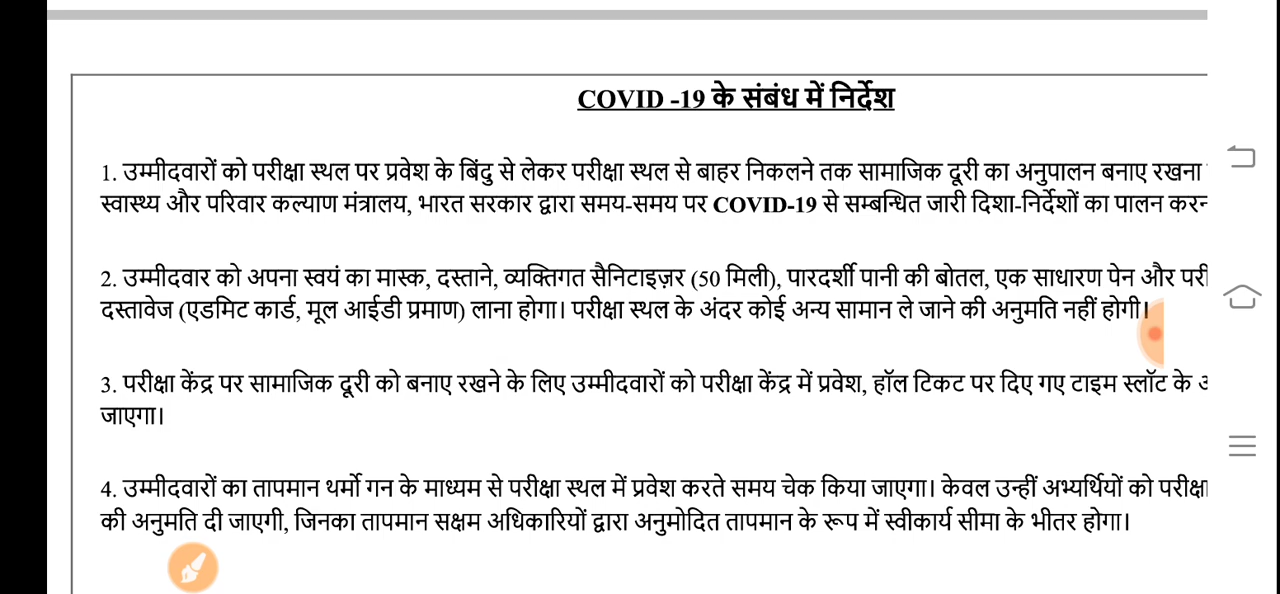 COVID -19 के संबंध में निर्देश
1. उम्मीदवारों को परीक्षा स्थल पर प्रवेश के बिंदु से लेकर परीक्षा स्थल से बाहर निकलने तक सामाजिक दूरी का अनुपालन बनाए रखना
स्वास्थ्य और परिवार कल्याण मंत्रालय, भारत सरकार द्वारा समय-समय पर COVID-19 से सम्बन्धित जारी दिशा-निर्देशों का पालन
2. उम्मीदवार को अपना स्वयं का मास्क, दस्ताने, व्यक्तिगत सैनिटाइज़र (50 मिली), पारदर्शी पानी की बोतल, एक साधारण पेन और
दस्तावेज (एडमिट कार्ड, मूल आईडी प्रमाण) लाना होगा। परीक्षा स्थल के अंदर कोई अन्य सामान ले जाने की अनुमति नहीं होगी।
3. परीक्षा केंद्र पर सामाजिक दूरी को बनाए रखने के लिए उम्मीदवारों को परीक्षा केंद्र में प्रवेश, हॉल टिकट पर दिए गए टाइम स्लॉट के
जाएगा।
4. उम्मीदवारों का तापमान थर्मो गन के माध्यम से परीक्षा स्थल में प्रवेश करते समय चेक किया जाएगा। केवल उन्हीं अभ्यर्थियों को परीक्षा
की अनुमति दी जाएगी, जिनका तापमान सक्षम अधिकारियों द्वारा अनुमोदित तापमान के रूप में स्वीकार्य सीमा के भीतर होगा।